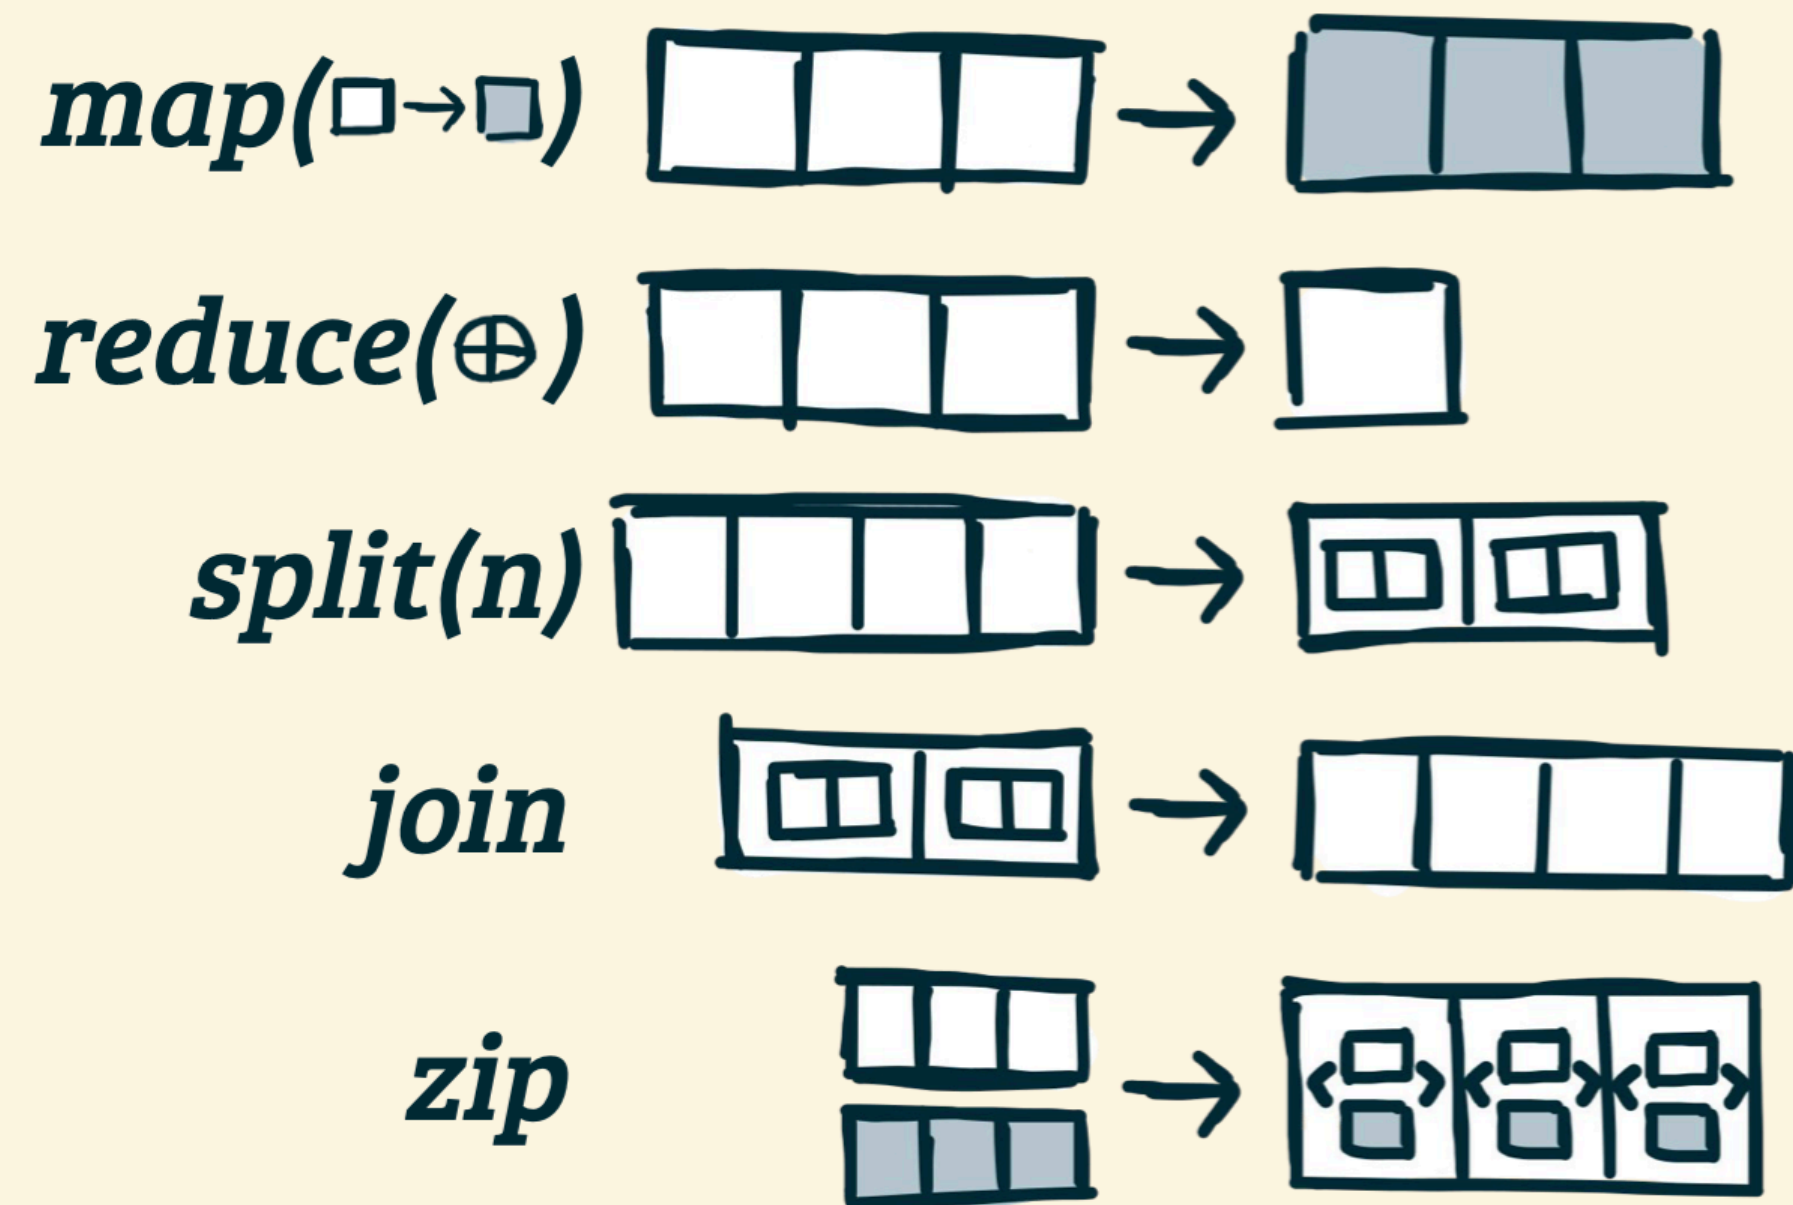 map(□→□)
reduce(⊕)
split(n)
join
zip